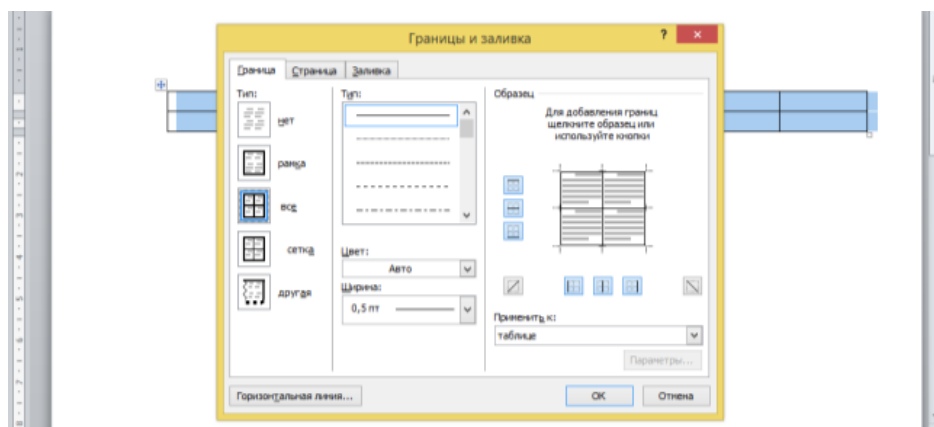 Границы и заливка
?
Граница Страница Заливка
Тип:
нет
рамка
все
сетка
другая
Тип:
Цвет:
Авто
Ширина:
0,5 пт
Образец
Для добавления границ
щелкните образец или
используйте кнопки
Применить к:
таблице
Параметры...
Горизонтальная линия...
ОК
Отмена